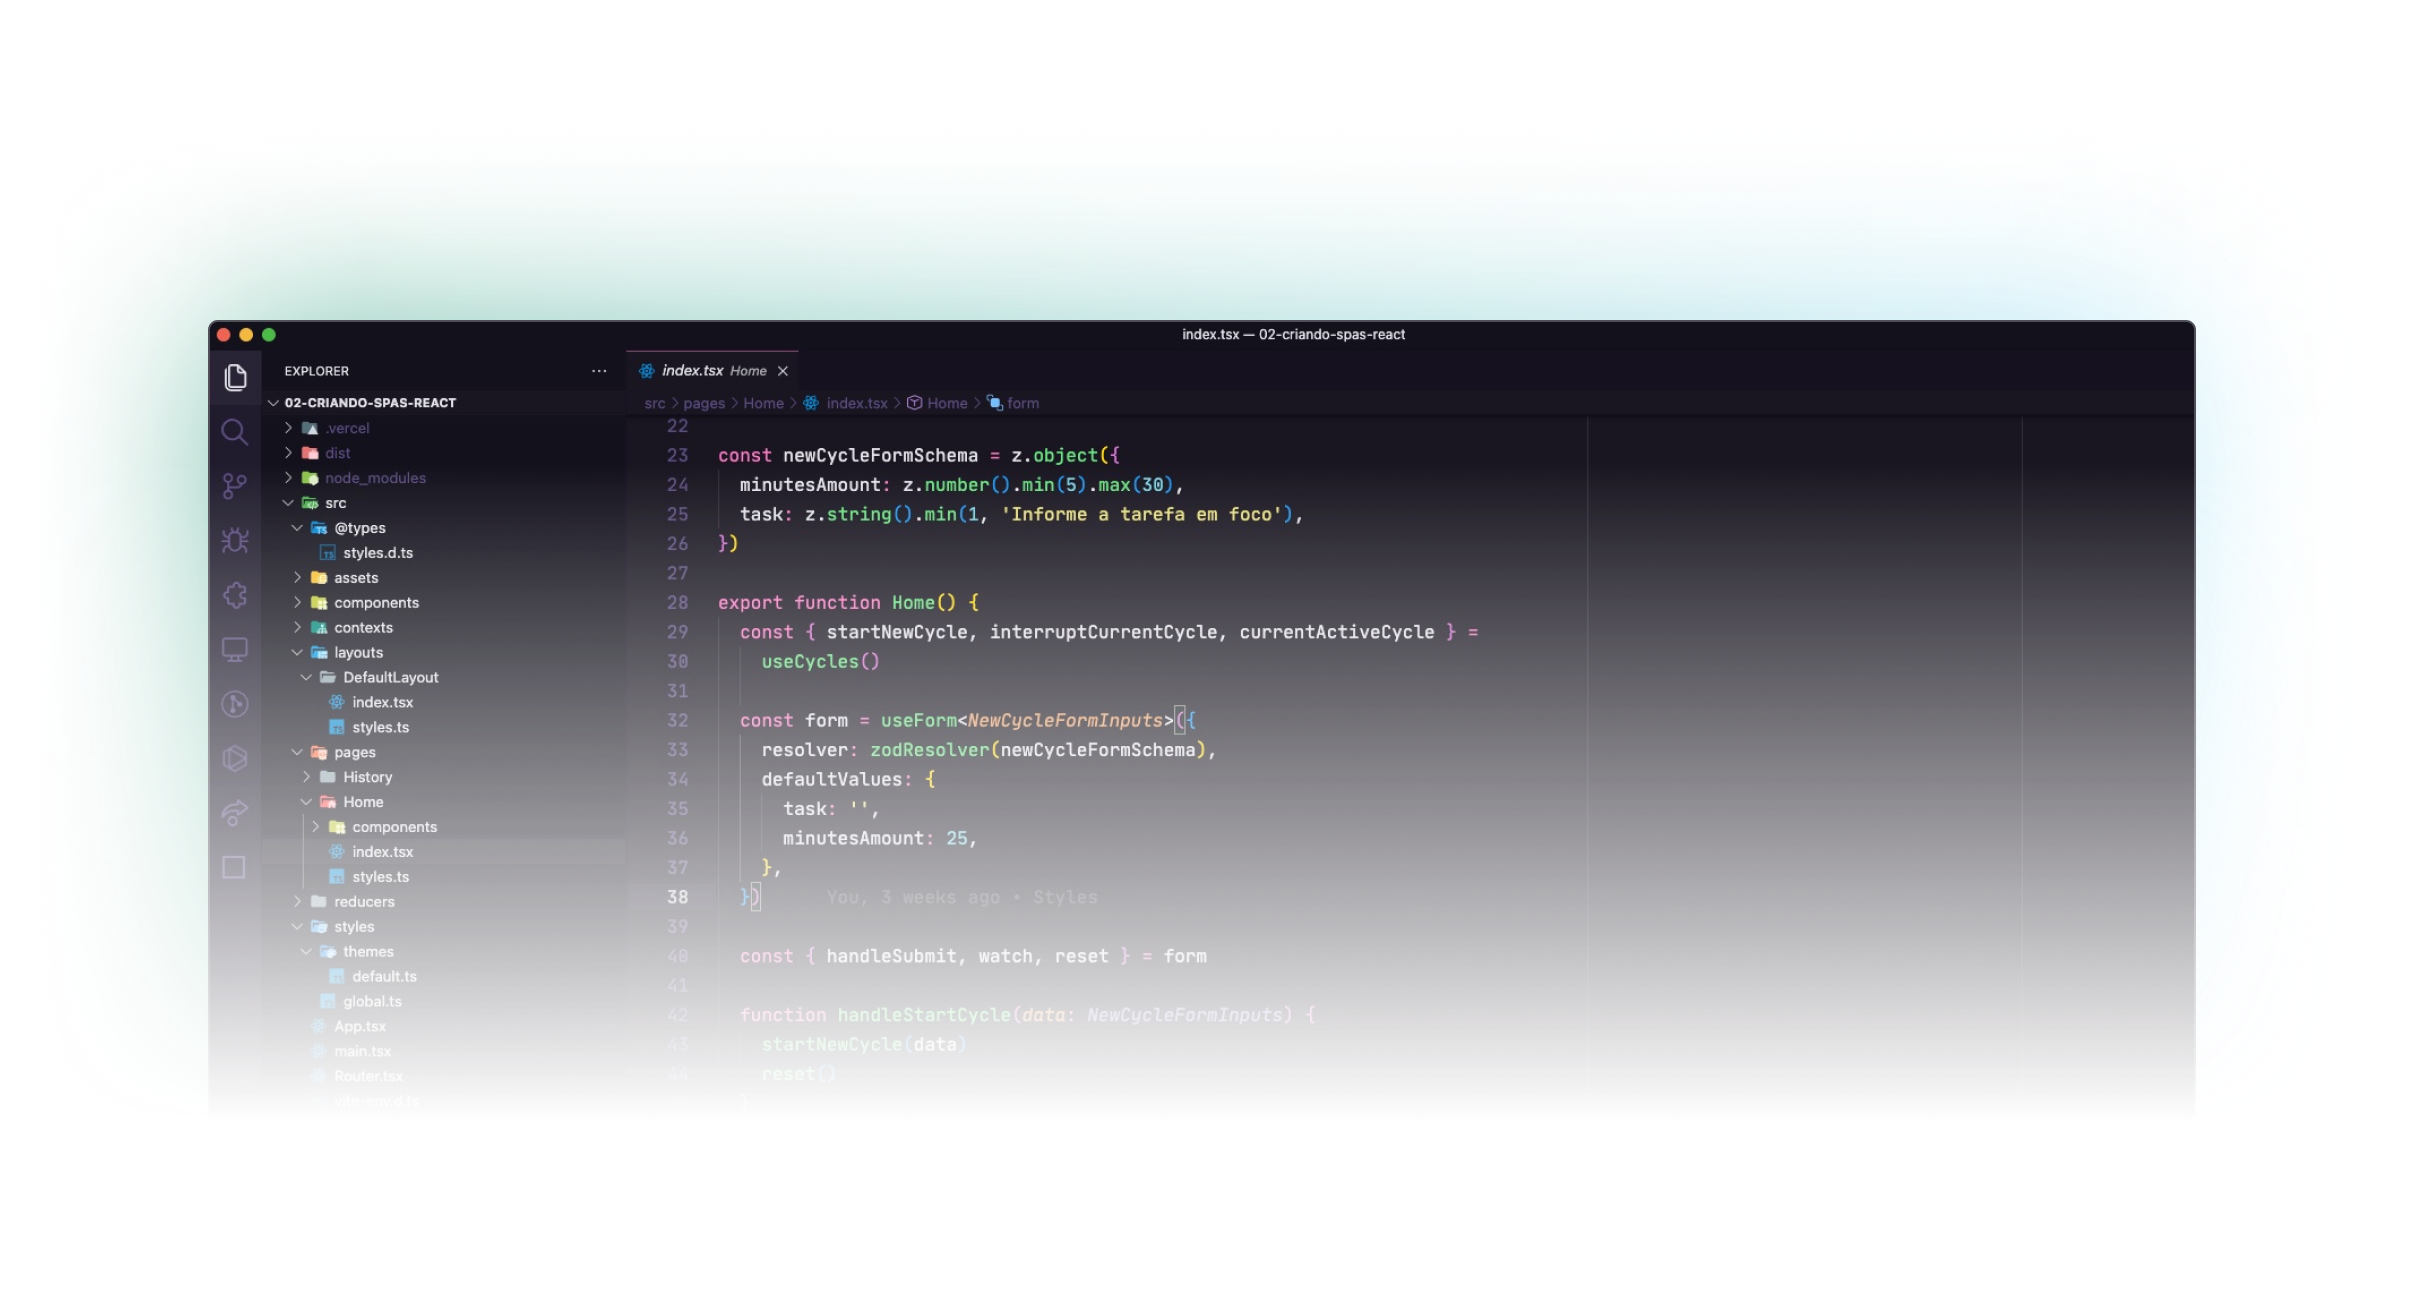 index.tsx — 02-criando-spas-react
EXPLORER
02-CRIANDO-SPAS-REACT
.vercel
dist
node_modules
src
@types
styles.d.ts
assets
components
contexts
layouts
DefaultLayout
index.tsx
styles.ts
pages
History
Home
components
index.tsx
styles.ts
reducers
styles
themes
default.ts
global.ts
App.tsx
main.tsx
Router.tsx
vite-env.d.ts
index.tsx Home
src > pages > Home > index.tsx > Home > form
22
23 const newCycleFormSchema = z.object({
24 minutesAmount: z.number().min(5).max(30),
25 task: z.string().min(1, 'Informe a tarefa em foco'),
26 })
27
28 export function Home() {
29 const { startNewCycle, interruptCurrentCycle, currentActiveCycle } =
30 useCycles()
31
32 const form = useForm<NewCycleFormInputs>({
33 resolver: zodResolver(newCycleFormSchema),
34 defaultValues: {
35 task: '',
36 minutesAmount: 25,
37 },
38 }) You, 3 weeks ago • Styles
39
40 const { handleSubmit, watch, reset } = form
41
42 function handleStartCycle(data: NewCycleFormInputs) {
43 startNewCycle(data)
44 reset()
}